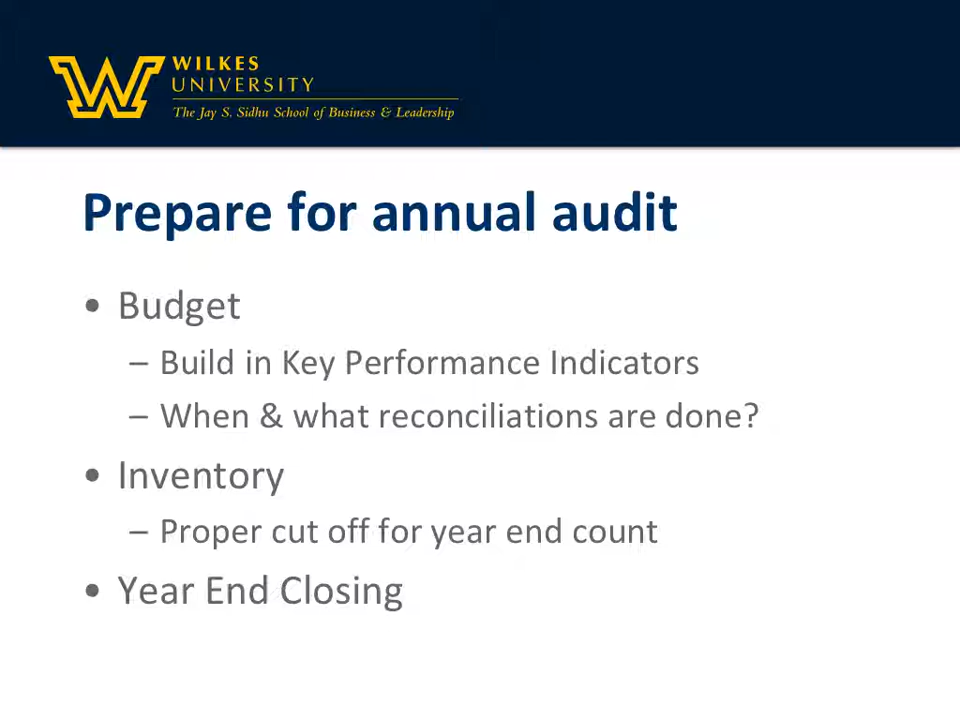 WILKES
UNIVERSITY
The Jay S. Sidhu School of Business & Leadership
Prepare for annual audit
• Budget
– Build in Key Performance Indicators
– When & what reconciliations are done?
• Inventory
– Proper cut off for year end count
• Year End Closing